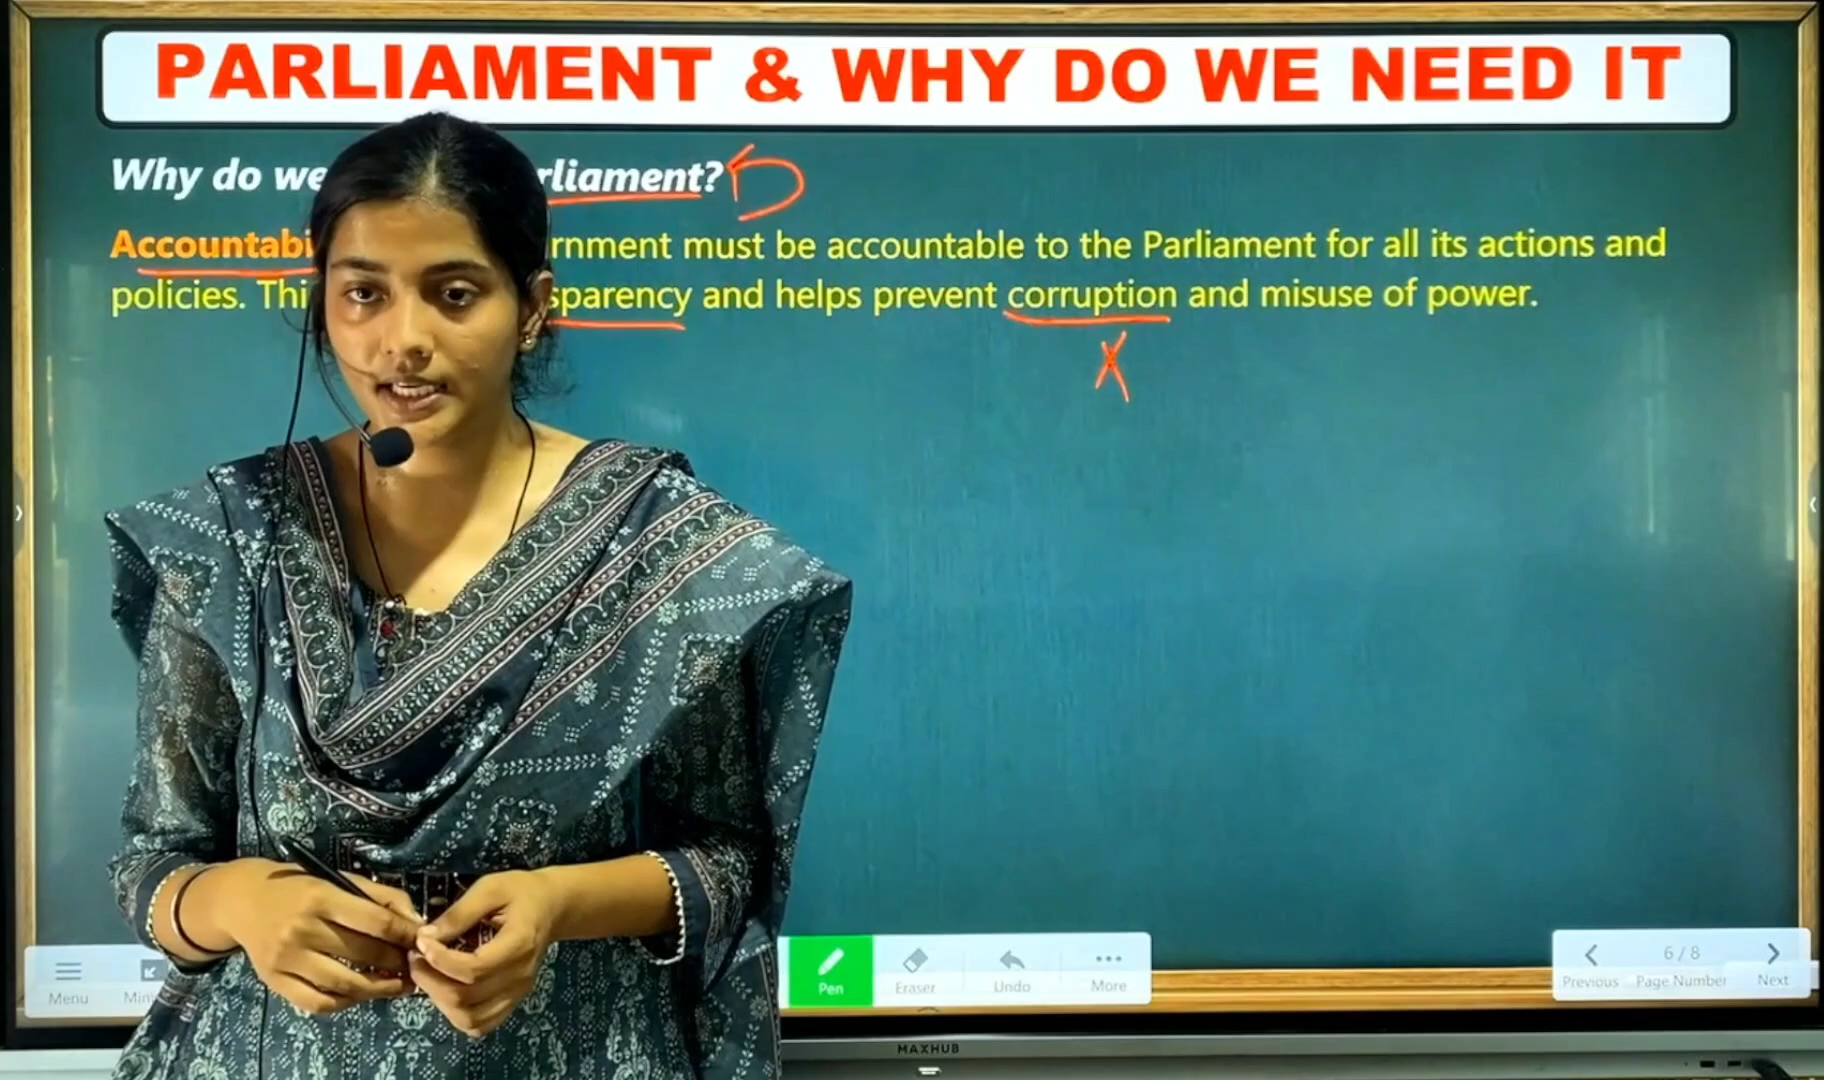 PARLIAMENT & WHY DO WE NEED IT
Why do we rliament?
Accountabi rnment must be accountable to the Parliament for all its actions and
policies. Thi sparency and helps prevent corruption and misuse of power.
X
Menu Pen Eraser Undo More
6 / 8
Previous Page Number Next
MAXHUB